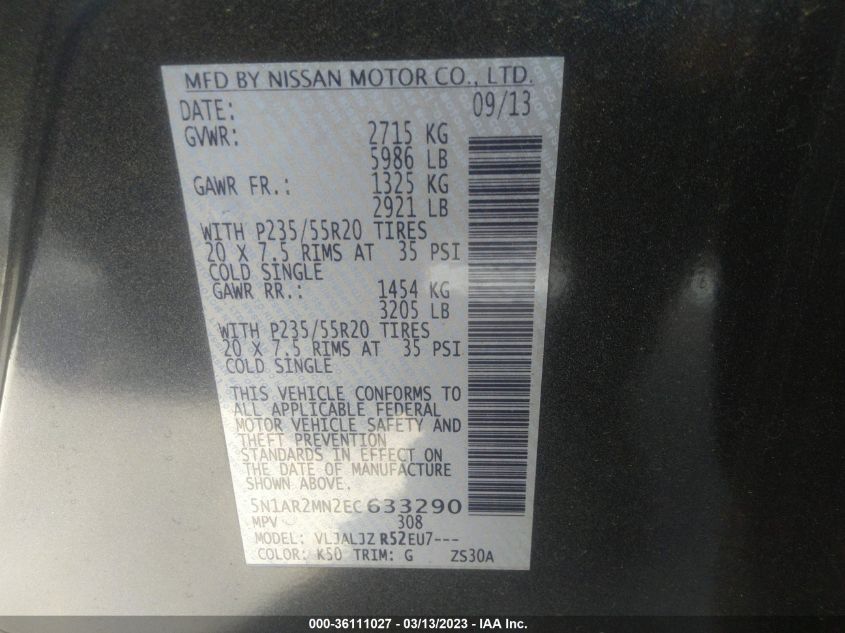 MFD BY NISSAN MOTOR CO., LTD.
DATE: 09/13
GVWR: 2715 KG
5986 LB
GAWR FR.: 1325 KG
2921 LB
WITH P235/55R20 TIRES
20 X 7.5 RIMS AT 35 PSI
COLD SINGLE
GAWR RR.: 1454 KG
3205 LB
WITH P235/55R20 TIRES
20 X 7.5 RIMS AT 35 PSI
COLD SINGLE
THIS VEHICLE CONFORMS TO
ALL APPLICABLE FEDERAL
MOTOR VEHICLE SAFETY AND
THEFT PREVENTION
STANDARDS IN EFFECT ON
THE DATE OF MANUFACTURE
SHOWN ABOVE.
5N1AR2MN2EC633290
MPV 308
MODEL: VLJALJZ R52EU7---
COLOR: K50 TRIM: G ZS30A
000-36111027 - 03/13/2023 - IAA Inc.